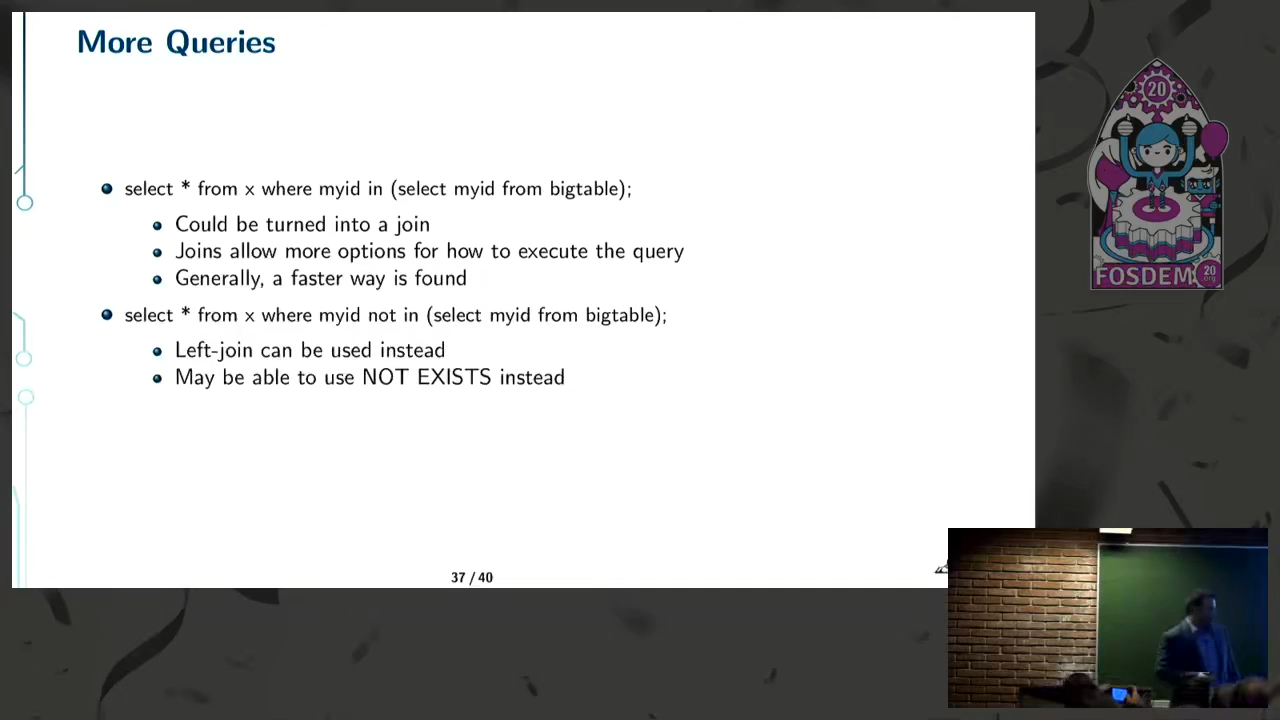 More Queries
select * from x where myid in (select myid from bigtable);
Could be turned into a join
Joins allow more options for how to execute the query
Generally, a faster way is found
select * from x where myid not in (select myid from bigtable);
Left-join can be used instead
May be able to use NOT EXISTS instead
37 / 40
20
FOSDEM
20
.org